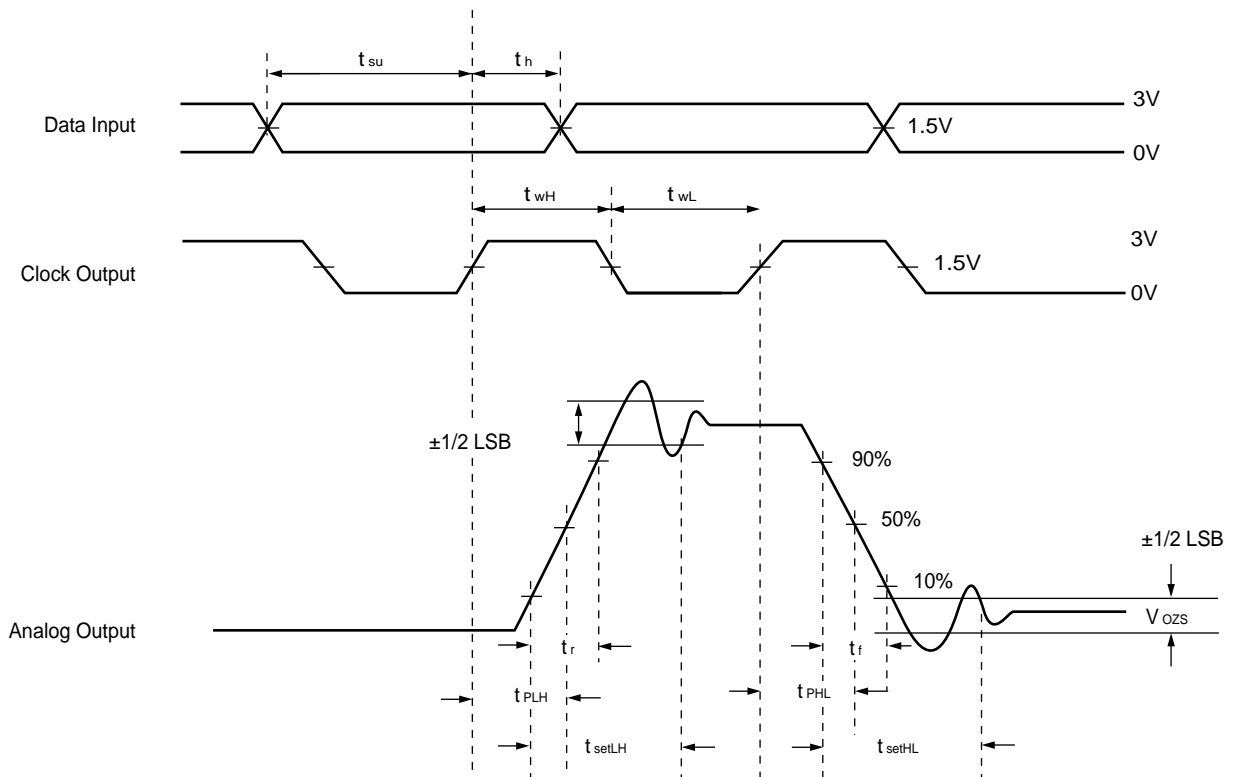 t su
t h
3V
Data Input
1.5V
0V
t wH
t wL
3V
Clock Output
1.5V
0V
±1/2 LSB
90%
50%
±1/2 LSB
10%
V OZS
Analog Output
t r
t f
t PLH
t PHL
t setLH
t setHL